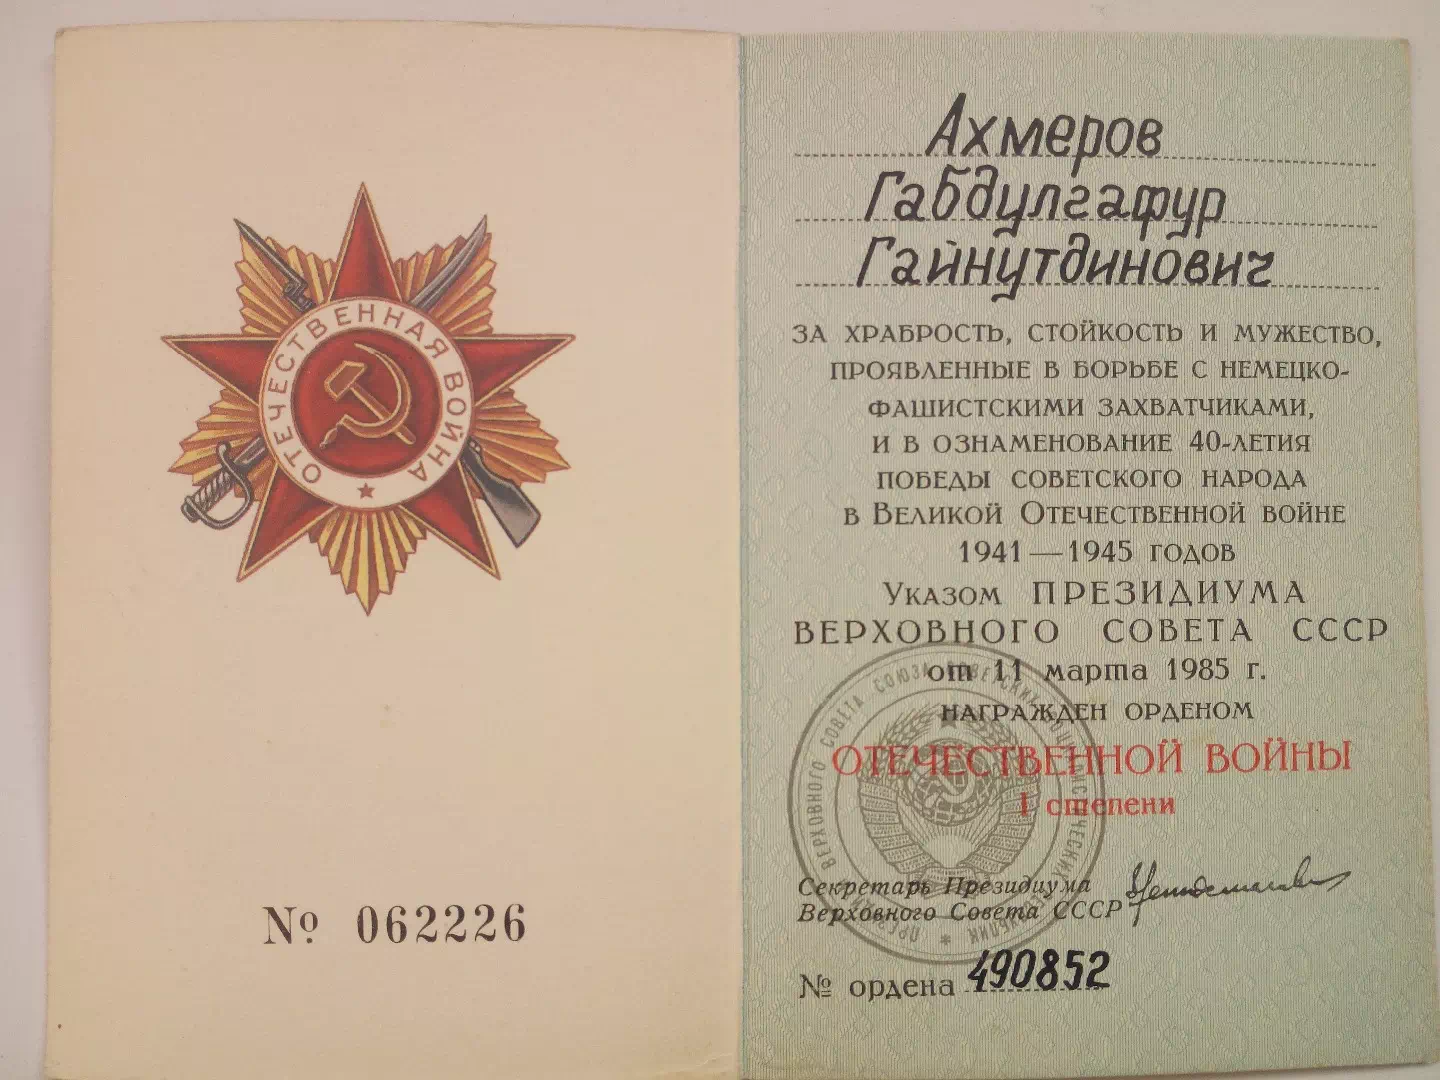 ОТЕЧЕСТВЕННАЯ ВОЙНА
№ 062226
Ахмеров
Габдулгафур
Гайнутдинович
ЗА ХРАБРОСТЬ, СТОЙКОСТЬ И МУЖЕСТВО,
ПРОЯВЛЕННЫЕ В БОРЬБЕ С НЕМЕЦКО-
ФАШИСТСКИМИ ЗАХВАТЧИКАМИ,
И В ОЗНАМЕНОВАНИЕ 40-ЛЕТИЯ
ПОБЕДЫ СОВЕТСКОГО НАРОДА
В ВЕЛИКОЙ ОТЕЧЕСТВЕННОЙ ВОЙНЕ
1941—1945 ГОДОВ
УКАЗОМ ПРЕЗИДИУМА
ВЕРХОВНОГО СОВЕТА СССР
от 11 марта 1985 г.
НАГРАЖДЕН ОРДЕНОМ
ОТЕЧЕСТВЕННОЙ ВОЙНЫ
I степени
Секретарь Президиума
Верховного Совета СССР
№ ордена 490852